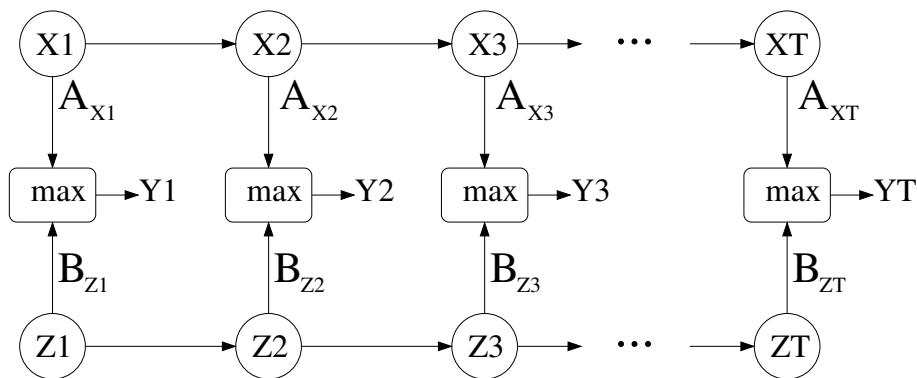 X1 X2 X3 ... XT
A_X1 A_X2 A_X3 A_XT
max Y1 max Y2 max Y3 max YT
B_Z1 B_Z2 B_Z3 B_ZT
Z1 Z2 Z3 ... ZT